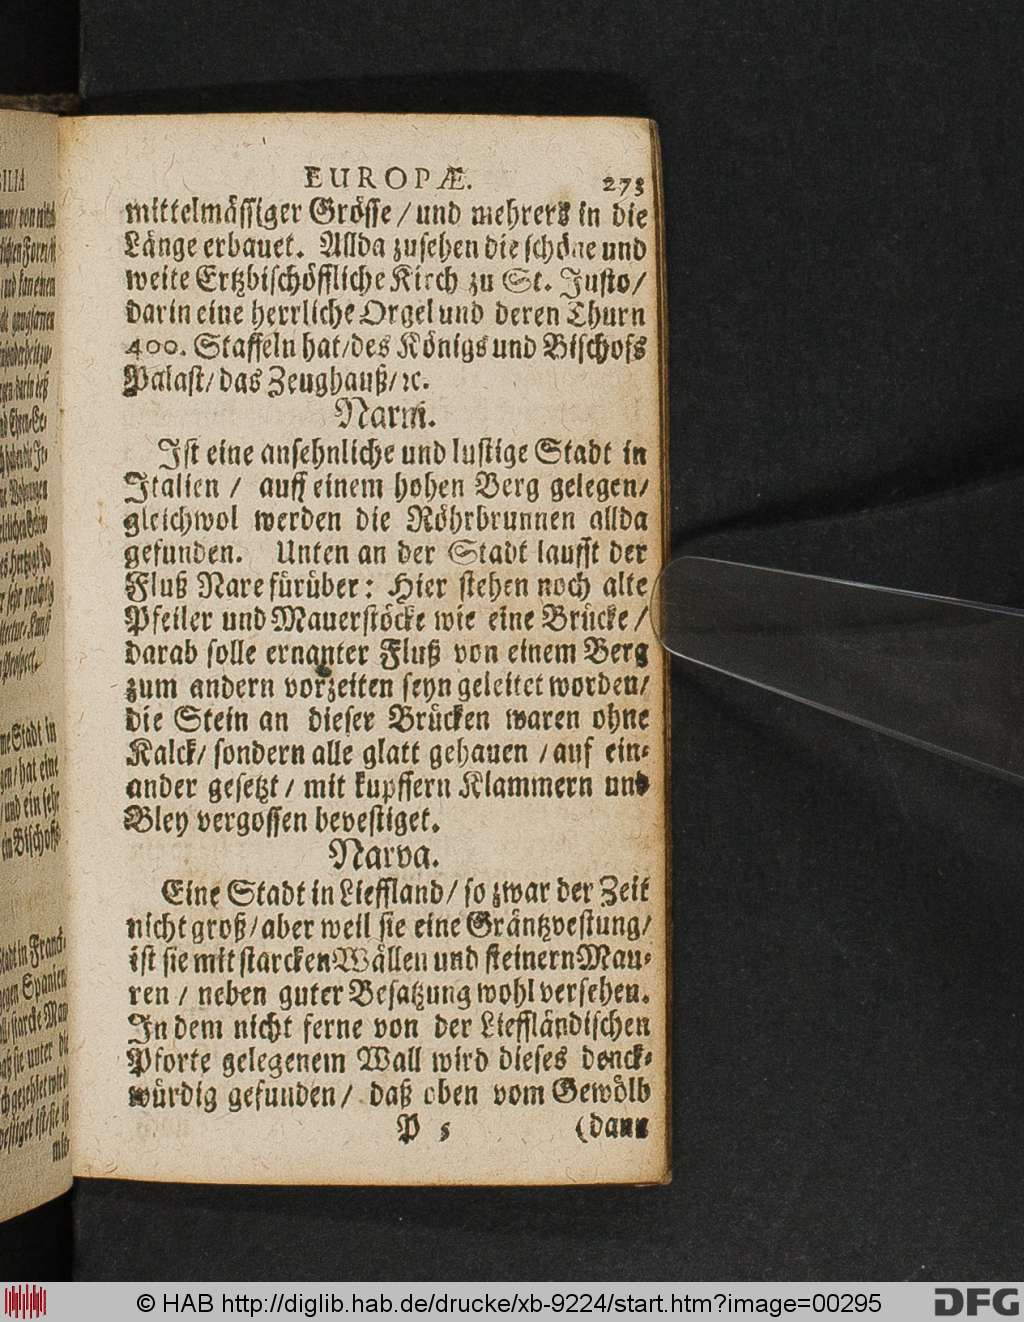 EUROPÆ. 273
mittelmässiger Grösse / und mehrers in die
Länge erbauet. Allda zusehen die schöne und
weite Ertzbischöffliche Kirch zu St. Justo /
darin eine herrliche Orgel und deren Thurn
400. Staffeln hat / des Königs und Bischofs
Palast / das Zeughauß / ꝛc.
Narni.
Ist eine ansehnliche und lustige Stadt in
Italien / auff einem hohen Berg gelegen /
gleichwol werden die Röhrbrunnen allda
gefunden. Unten an der Stadt laufft der
Fluß Nare fürüber: Hier stehen noch alte
Pfeiler und Mauerstöcke wie eine Brücke /
darab solle ernanter Fluß von einem Berg
zum andern vorzeiten seyn geleitet worden /
die Stein an dieser Brücken waren ohne
Kalck / sondern alle glatt gehauen / auf ein-
ander gesetzt / mit kupffern Klammern und
Bley vergossen bevestiget.
Narva.
Eine Stadt in Lieffland / so zwar der Zeit
nicht groß / aber weil sie eine Gräntzvestung /
ist sie mit starcken Wällen und steinern Mau-
ren / neben guter Besatzung wohl versehen.
In dem nicht ferne von der Lieffländischen
Pforte gelegenem Wall wird dieses denck-
würdig gefunden / daß oben vom Gewölb
P 5 (dann
© HAB http://diglib.hab.de/drucke/xb-9224/start.htm?image=00295
DFG